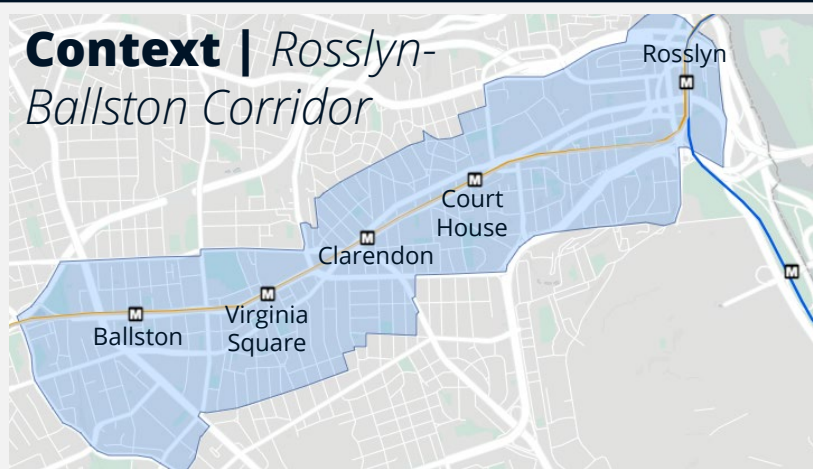 Context | Rosslyn-
Ballston Corridor
Rosslyn
M
M
Court
House
M
Clarendon
M
M
Virginia
Square
M
Ballston